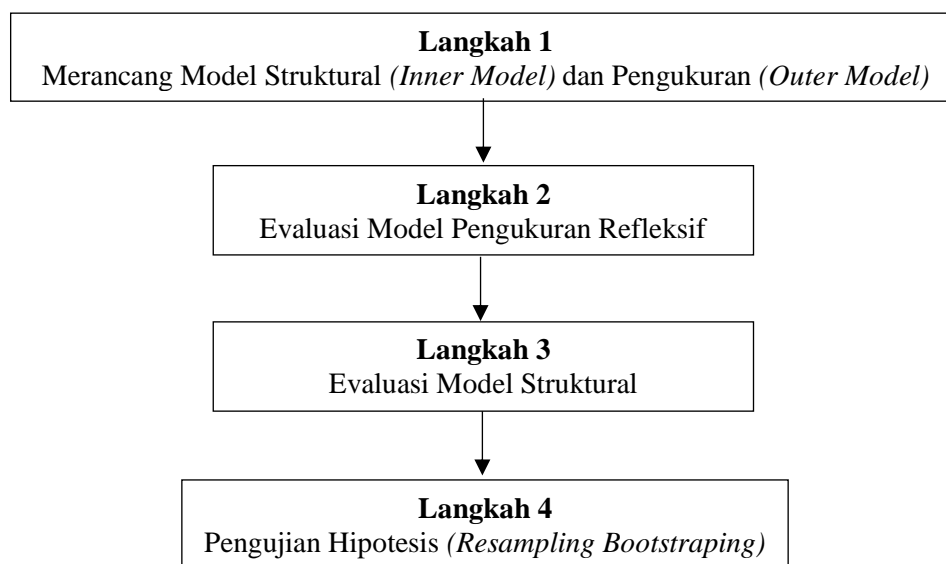 Langkah 1
Merancang Model Struktural (Inner Model) dan Pengukuran (Outer Model)
Langkah 2
Evaluasi Model Pengukuran Refleksif
Langkah 3
Evaluasi Model Struktural
Langkah 4
Pengujian Hipotesis (Resampling Bootstraping)